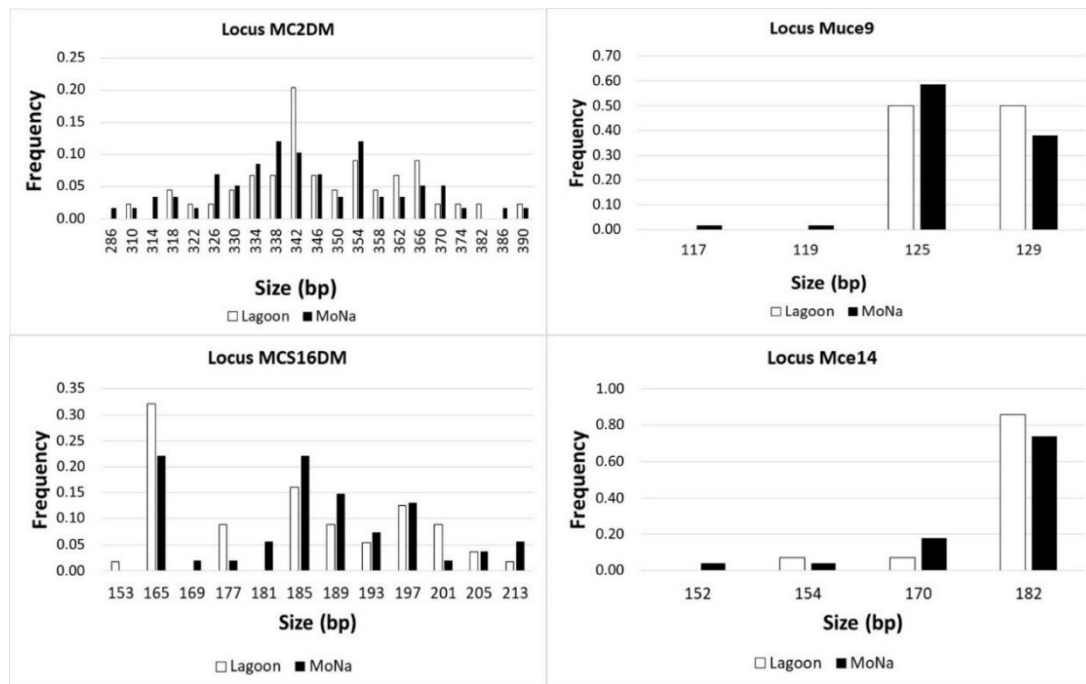 Locus MC2DM
Frequency
0.25
0.20
0.15
0.10
0.05
0.00
286 310 314 318 322 326 330 334 338 342 346 350 354 358 362 366 370 374 382 386 390
Size (bp)
Lagoon MoNa
Locus Muce9
Frequency
0.70
0.60
0.50
0.40
0.30
0.20
0.10
0.00
117 119 125 129
Size (bp)
Lagoon MoNa
Locus MCS16DM
Frequency
0.35
0.30
0.25
0.20
0.15
0.10
0.05
0.00
153 165 169 177 181 185 189 193 197 201 205 213
Size (bp)
Lagoon MoNa
Locus Mce14
Frequency
1.00
0.80
0.60
0.40
0.20
0.00
152 154 170 182
Size (bp)
Lagoon MoNa